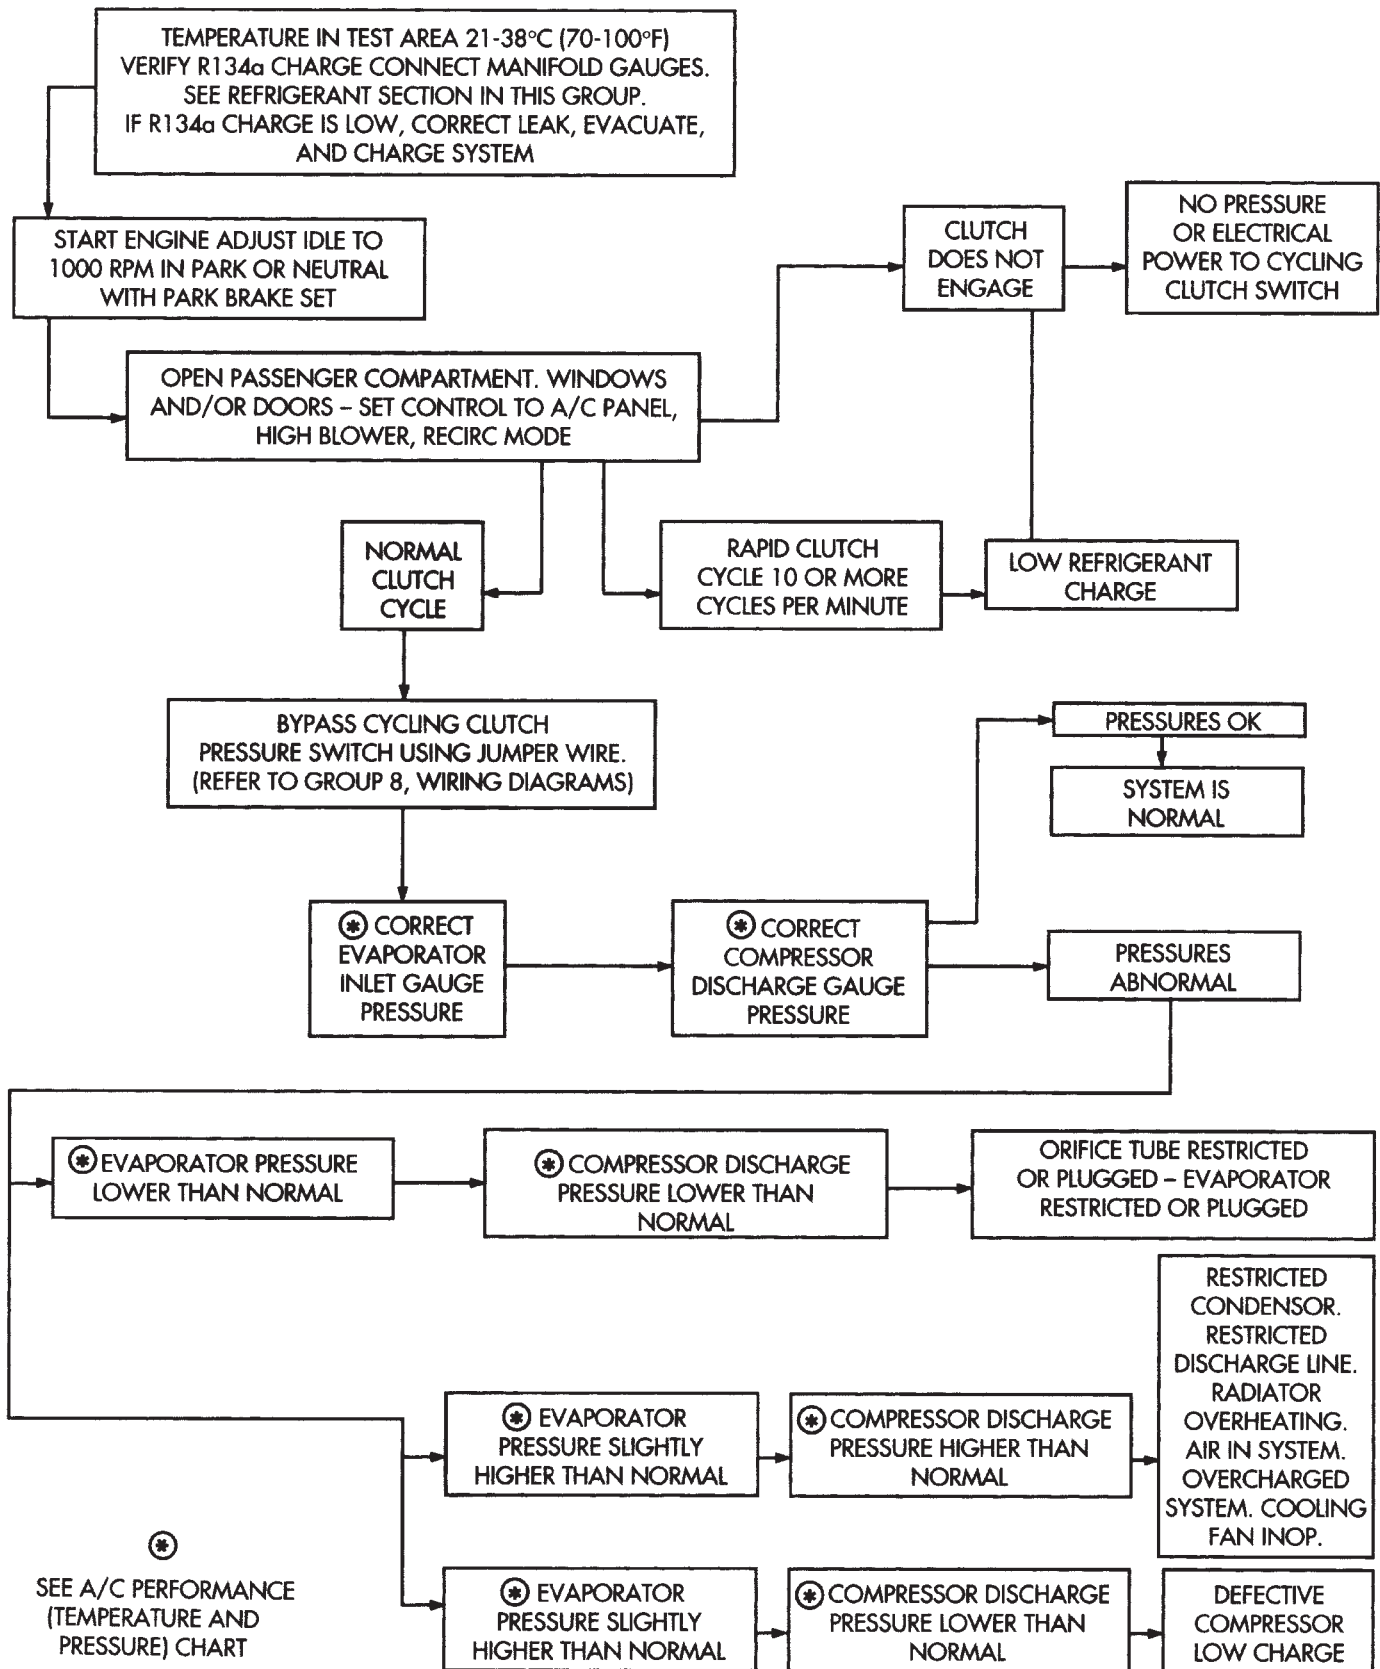 TEMPERATURE IN TEST AREA 21-38°C (70-100°F)
VERIFY R134a CHARGE CONNECT MANIFOLD GAUGES.
SEE REFRIGERANT SECTION IN THIS GROUP.
IF R134a CHARGE IS LOW, CORRECT LEAK, EVACUATE,
AND CHARGE SYSTEM
START ENGINE ADJUST IDLE TO
1000 RPM IN PARK OR NEUTRAL
WITH PARK BRAKE SET
CLUTCH
DOES NOT
ENGAGE
NO PRESSURE
OR ELECTRICAL
POWER TO CYCLING
CLUTCH SWITCH
OPEN PASSENGER COMPARTMENT. WINDOWS
AND/OR DOORS – SET CONTROL TO A/C PANEL,
HIGH BLOWER, RECIRC MODE
NORMAL
CLUTCH
CYCLE
RAPID CLUTCH
CYCLE 10 OR MORE
CYCLES PER MINUTE
LOW REFRIGERANT
CHARGE
BYPASS CYCLING CLUTCH
PRESSURE SWITCH USING JUMPER WIRE.
(REFER TO GROUP 8, WIRING DIAGRAMS)
PRESSURES OK
SYSTEM IS
NORMAL
⊛ CORRECT
EVAPORATOR
INLET GAUGE
PRESSURE
⊛ CORRECT
COMPRESSOR
DISCHARGE GAUGE
PRESSURE
PRESSURES
ABNORMAL
⊛ EVAPORATOR PRESSURE
LOWER THAN NORMAL
⊛ COMPRESSOR DISCHARGE
PRESSURE LOWER THAN
NORMAL
ORIFICE TUBE RESTRICTED
OR PLUGGED – EVAPORATOR
RESTRICTED OR PLUGGED
⊛ EVAPORATOR
PRESSURE SLIGHTLY
HIGHER THAN NORMAL
⊛ COMPRESSOR DISCHARGE
PRESSURE HIGHER THAN
NORMAL
RESTRICTED
CONDENSOR.
RESTRICTED
DISCHARGE LINE.
RADIATOR
OVERHEATING.
AIR IN SYSTEM.
OVERCHARGED
SYSTEM. COOLING
FAN INOP.
⊛
SEE A/C PERFORMANCE
(TEMPERATURE AND
PRESSURE) CHART
⊛ EVAPORATOR
PRESSURE SLIGHTLY
HIGHER THAN NORMAL
⊛ COMPRESSOR DISCHARGE
PRESSURE LOWER THAN
NORMAL
DEFECTIVE
COMPRESSOR
LOW CHARGE